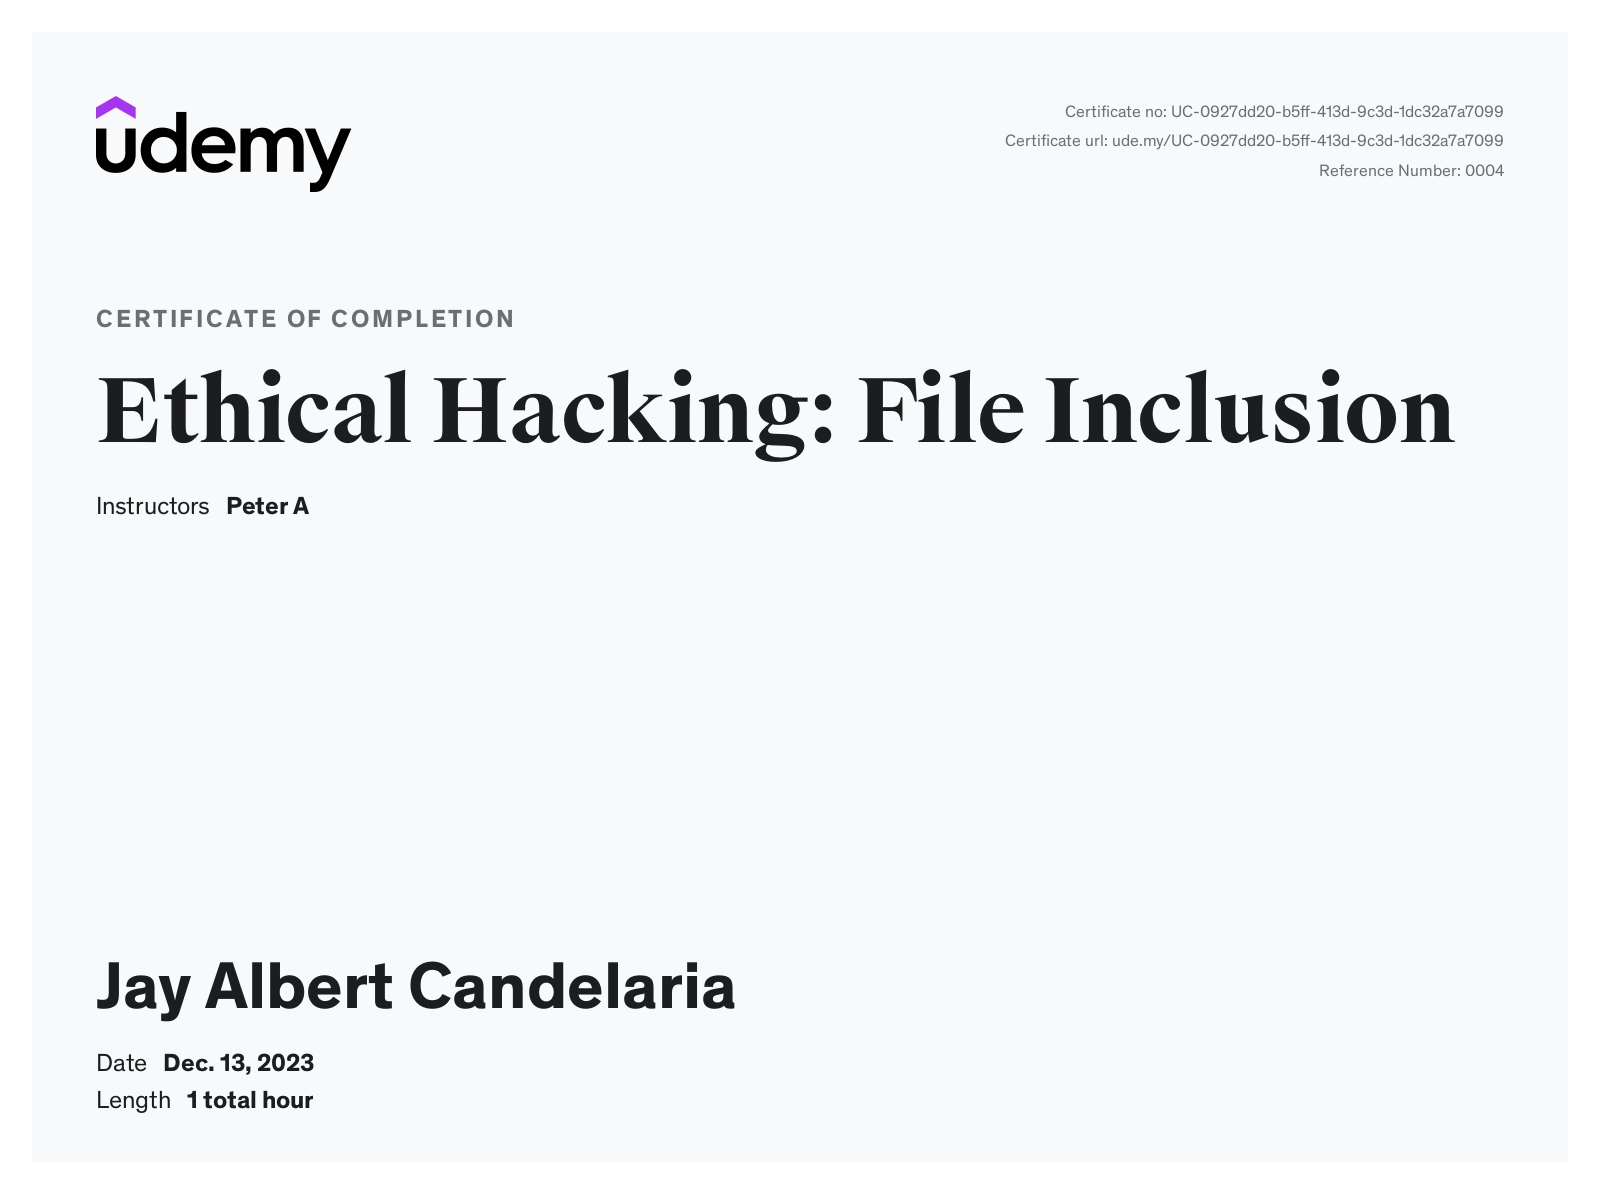 udemy
Certificate no: UC-0927dd20-b5ff-413d-9c3d-1dc32a7a7099
Certificate url: ude.my/UC-0927dd20-b5ff-413d-9c3d-1dc32a7a7099
Reference Number: 0004
CERTIFICATE OF COMPLETION
Ethical Hacking: File Inclusion
Instructors Peter A
Jay Albert Candelaria
Date Dec. 13, 2023
Length 1 total hour